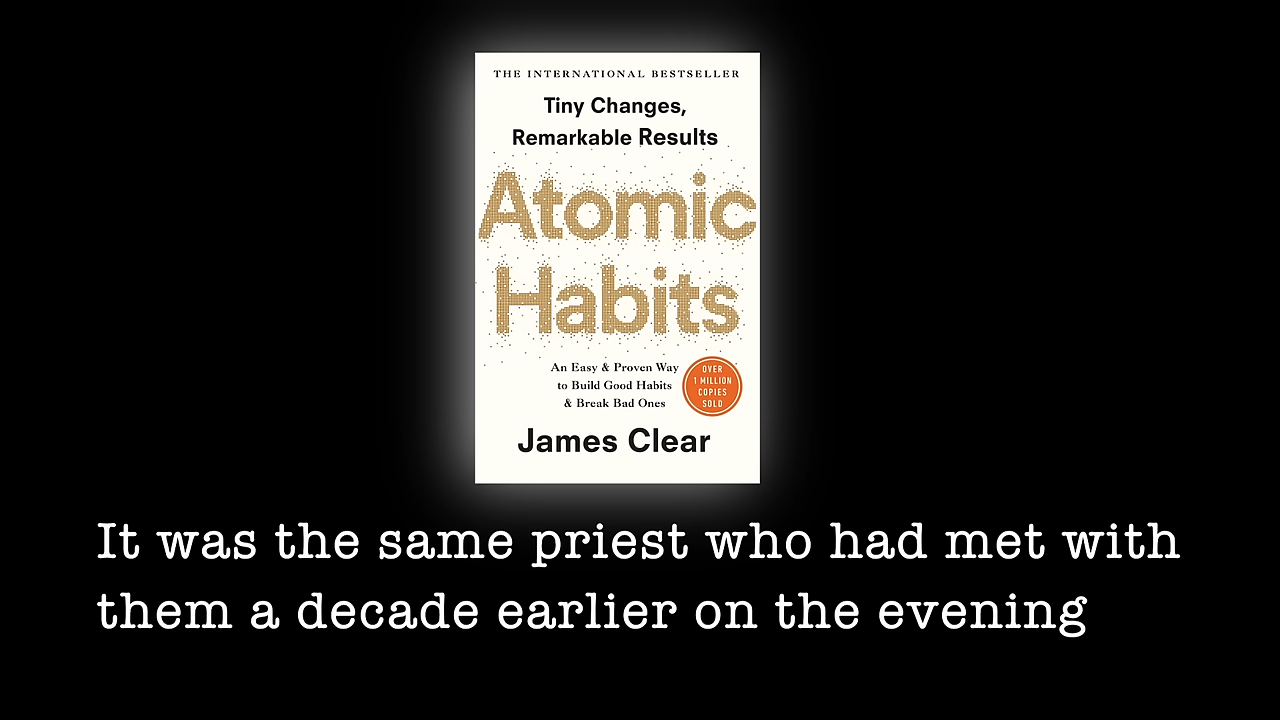 THE INTERNATIONAL BESTSELLER
Tiny Changes,
Remarkable Results
Atomic
Habits
An Easy & Proven Way
to Build Good Habits
& Break Bad Ones
OVER
1 MILLION
COPIES
SOLD
James Clear
It was the same priest who had met with
them a decade earlier on the evening